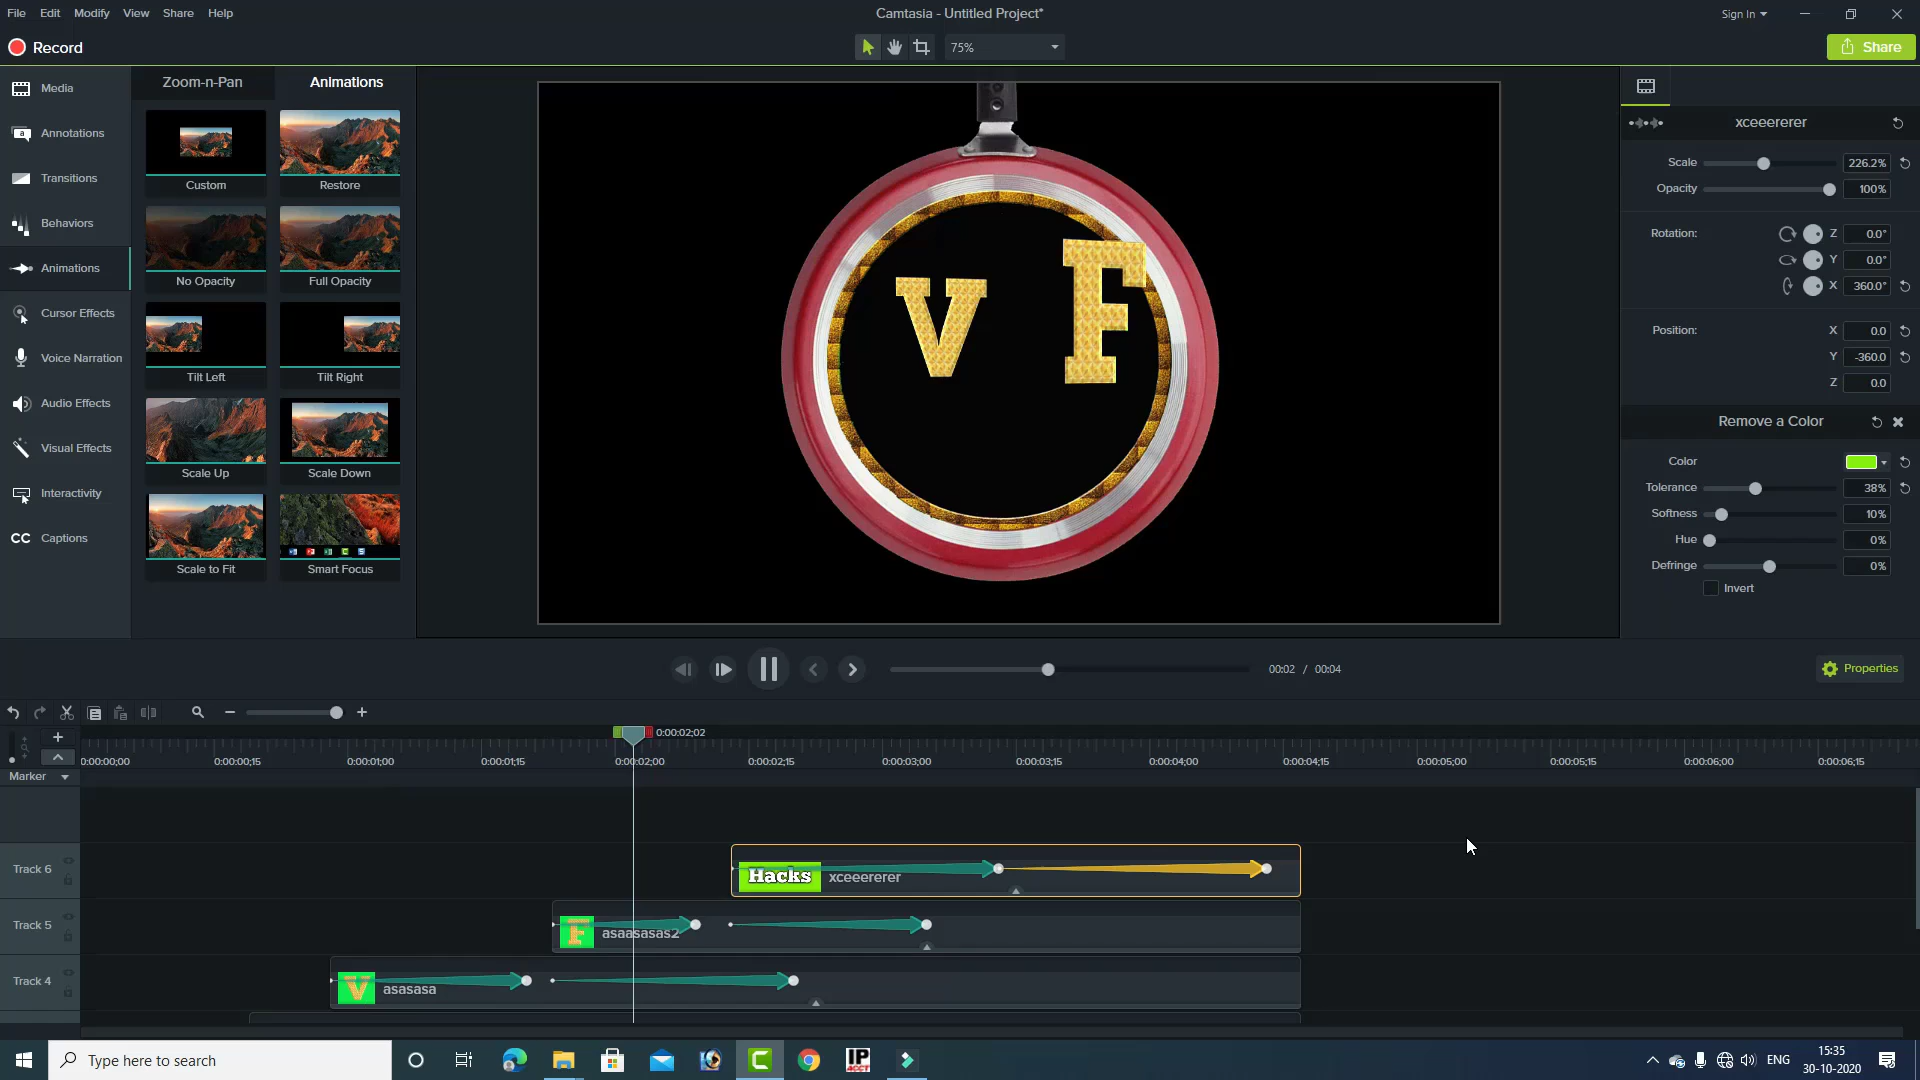 File Edit Modify View Share Help
Camtasia - Untitled Project*
Sign In
Record
75%
Share
Media
Annotations
Transitions
Behaviors
Animations
Cursor Effects
Voice Narration
Audio Effects
Visual Effects
Interactivity
CC Captions
Zoom-n-Pan Animations
Custom Restore
No Opacity Full Opacity
Tilt Left Tilt Right
Scale Up Scale Down
Scale to Fit Smart Focus
V F
xceeererer
Scale 226.2%
Opacity 100%
Rotation: Z 0.0°
Y 0.0°
X 360.0°
Position: X 0.0
Y -360.0
Z 0.0
Remove a Color
Color
Tolerance 38%
Softness 10%
Hue 0%
Defringe 0%
Invert
00:02 / 00:04
Properties
0:00:02;02
0:00:00;00 0:00:00;15 0:00:01;00 0:00:01;15 0:00:02;00 0:00:02;15 0:00:03;00 0:00:03;15 0:00:04;00 0:00:04;15 0:00:05;00 0:00:05;15 0:00:06;00 0:00:06;15
Marker
Track 6
Hacks xceeererer
Track 5
F asaasasas2
Track 4
V asasasa
Type here to search
IP
ACCT
ENG
15:35
30-10-2020